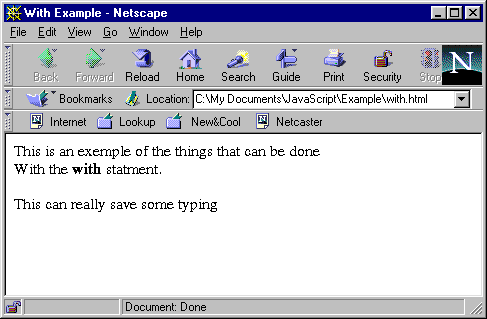 With Example - Netscape
File Edit View Go Window Help
Back Forward Reload Home Search Guide Print Security Stop N
Bookmarks Location: C:\My Documents\JavaScript\Example\with.html
Internet Lookup New&Cool Netcaster
This is an exemple of the things that can be done
With the with statment.
This can really save some typing
Document: Done